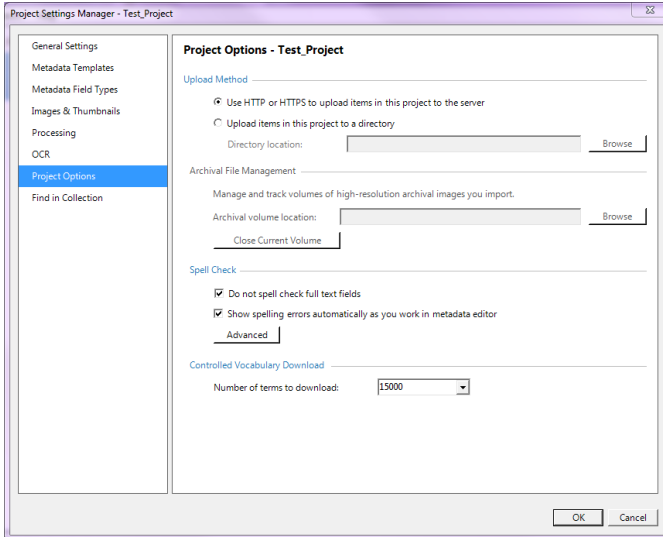 Project Settings Manager - Test_Project
General Settings
Metadata Templates
Metadata Field Types
Images & Thumbnails
Processing
OCR
Project Options
Find in Collection
Project Options - Test_Project
Upload Method
Use HTTP or HTTPS to upload items in this project to the server
Upload items in this project to a directory
Directory location:
Browse
Archival File Management
Manage and track volumes of high-resolution archival images you import.
Archival volume location:
Browse
Close Current Volume
Spell Check
Do not spell check full text fields
Show spelling errors automatically as you work in metadata editor
Advanced
Controlled Vocabulary Download
Number of terms to download:
15000
OK
Cancel